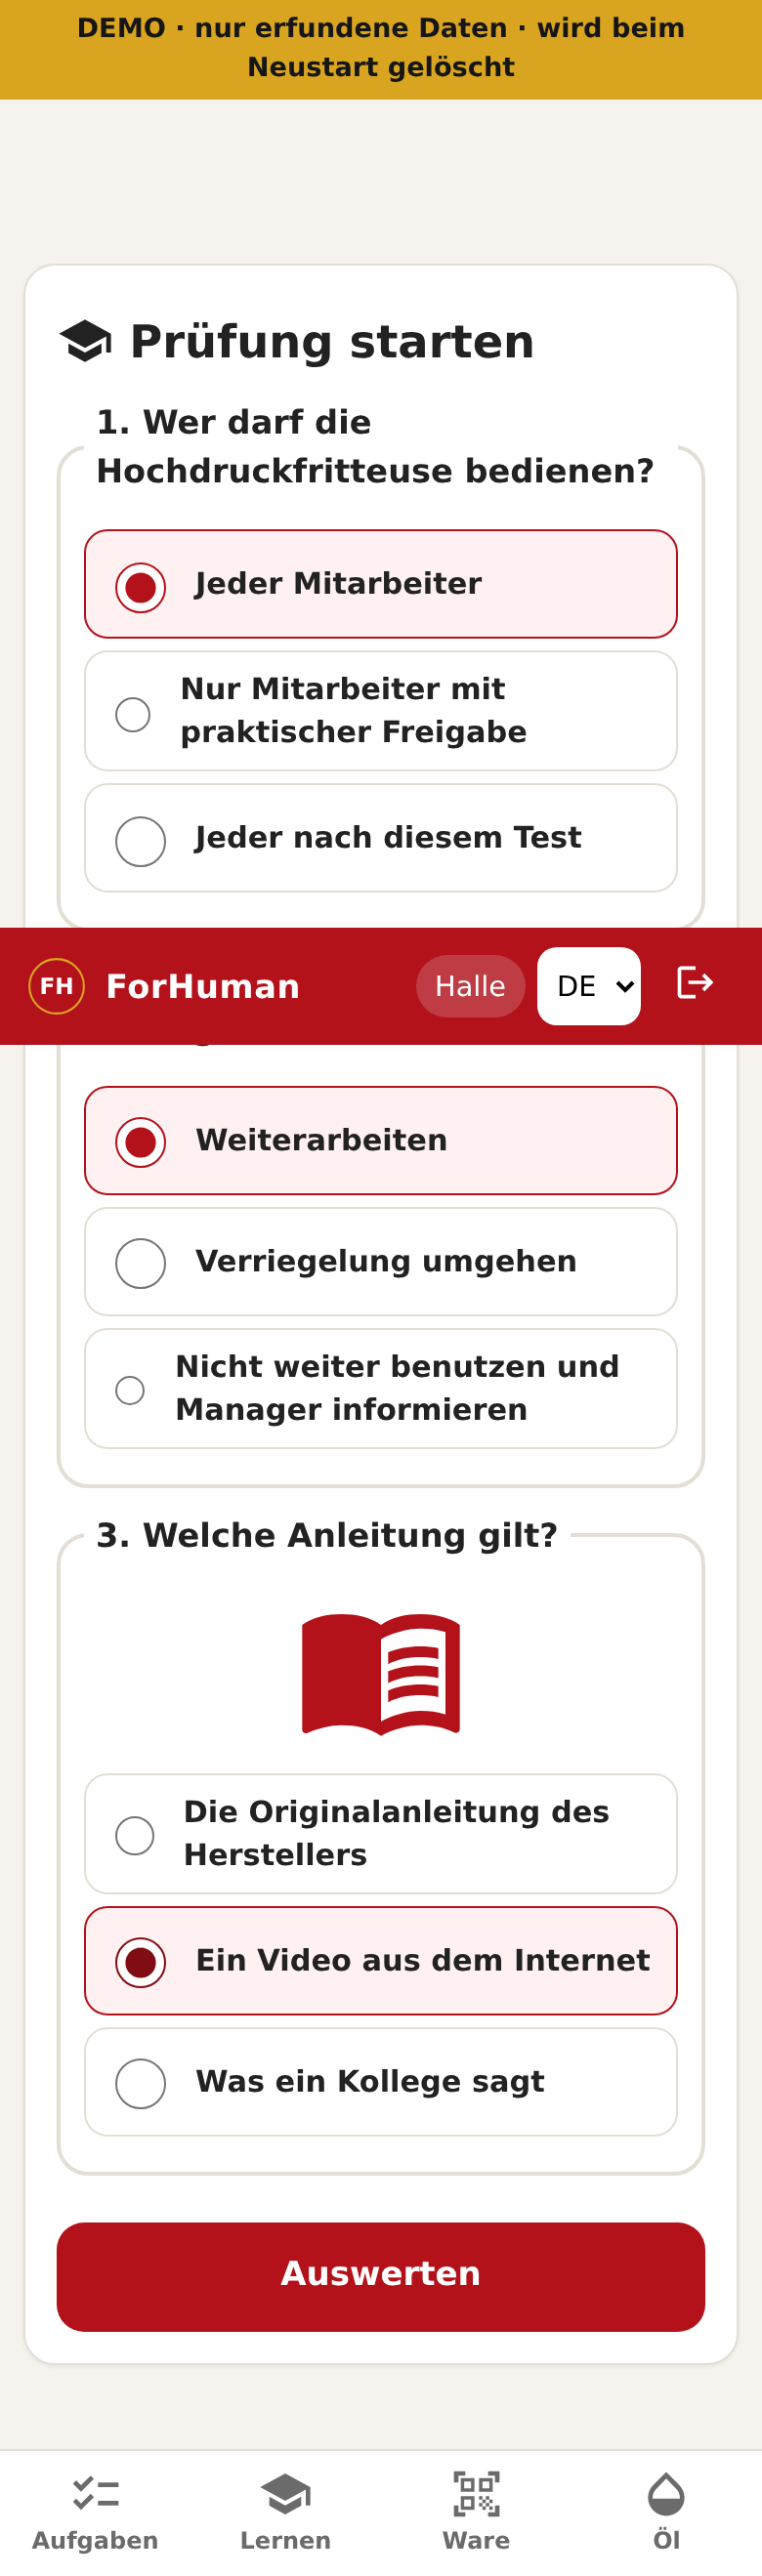 DEMO · nur erfundene Daten · wird beim
Neustart gelöscht
Prüfung starten
1. Wer darf die
Hochdruckfritteuse bedienen?
Jeder Mitarbeiter
Nur Mitarbeiter mit
praktischer Freigabe
Jeder nach diesem Test
FH ForHuman Halle DE
Weiterarbeiten
Verriegelung umgehen
Nicht weiter benutzen und
Manager informieren
3. Welche Anleitung gilt?
Die Originalanleitung des
Herstellers
Ein Video aus dem Internet
Was ein Kollege sagt
Auswerten
Aufgaben Lernen Ware Öl